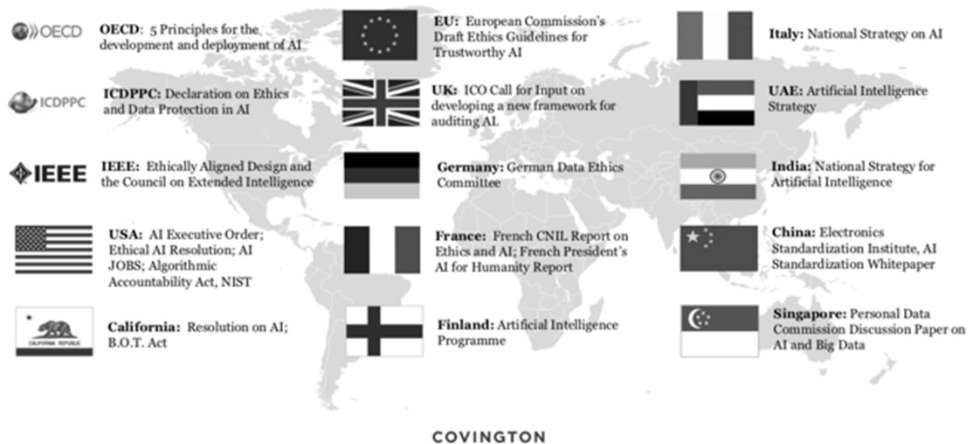 OECD
OECD: 5 Principles for the
development and deployment of AI
ICDPPC
ICDPPC: Declaration on Ethics
and Data Protection in AI
IEEE
IEEE: Ethically Aligned Design and
the Council on Extended Intelligence
USA: AI Executive Order;
Ethical AI Resolution; AI
JOBS; Algorithmic
Accountability Act, NIST
CALIFORNIA REPUBLIC
California: Resolution on AI;
B.O.T. Act
EU: European Commission's
Draft Ethics Guidelines for
Trustworthy AI
UK: ICO Call for Input on
developing a new framework for
auditing AI.
Germany: German Data Ethics
Committee
France: French CNIL Report on
Ethics and AI; French President's
AI for Humanity Report
Finland: Artificial Intelligence
Programme
Italy: National Strategy on AI
UAE: Artificial Intelligence
Strategy
India: National Strategy for
Artificial Intelligence
China: Electronics
Standardization Institute, AI
Standardization Whitepaper
Singapore: Personal Data
Commission Discussion Paper on
AI and Big Data
COVINGTON